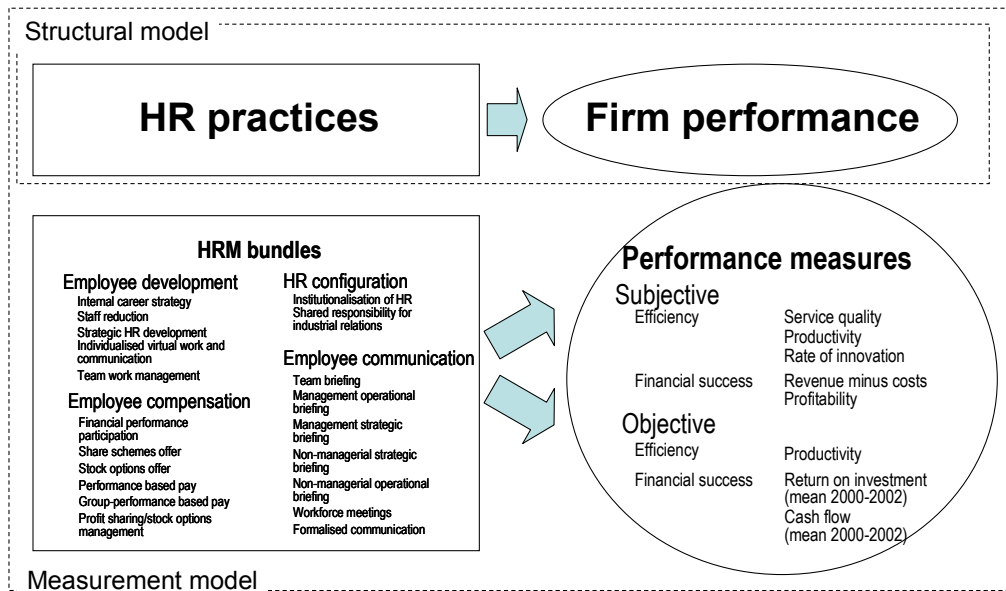 Structural model
HR practices
Firm performance
HRM bundles
Employee development
Internal career strategy
Staff reduction
Strategic HR development
Individualised virtual work and
communication
Team work management
Employee compensation
Financial performance
participation
Share schemes offer
Stock options offer
Performance based pay
Group-performance based pay
Profit sharing/stock options
management
HR configuration
Institutionalisation of HR
Shared responsibility for
industrial relations
Employee communication
Team briefing
Management operational
briefing
Management strategic
briefing
Non-managerial strategic
briefing
Non-managerial operational
briefing
Workforce meetings
Formalised communication
Performance measures
Subjective
Efficiency
Service quality
Productivity
Rate of innovation
Financial success
Revenue minus costs
Profitability
Objective
Efficiency
Productivity
Financial success
Return on investment
(mean 2000-2002)
Cash flow
(mean 2000-2002)
Measurement model